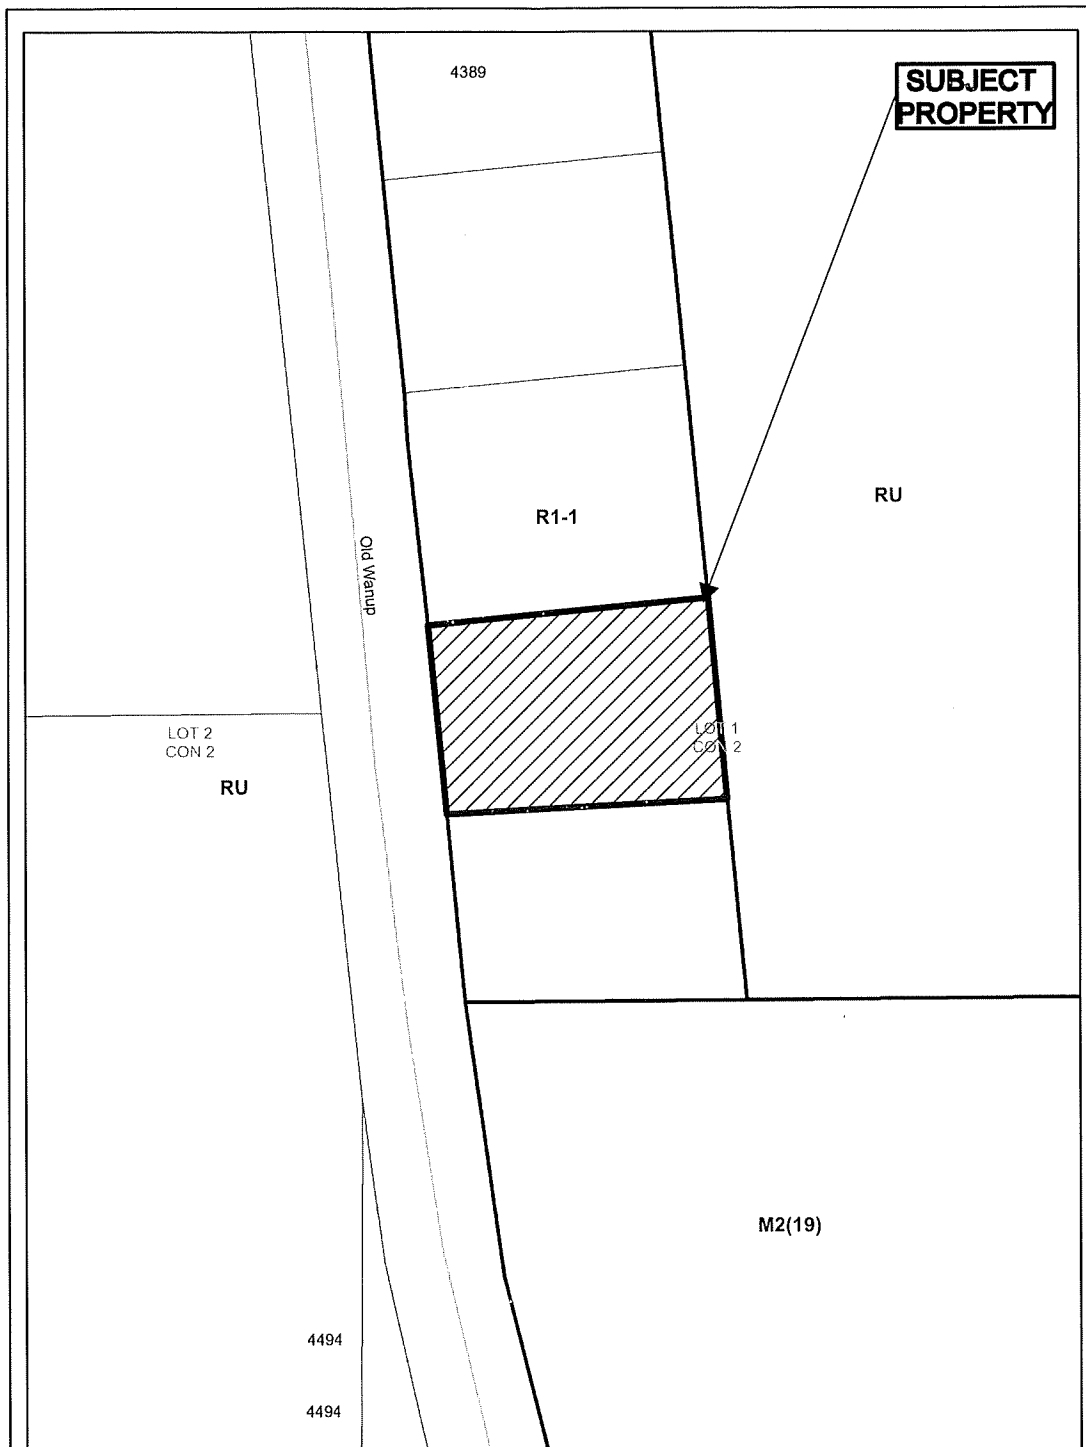 4389
SUBJECT
PROPERTY
RU
R1-1
Old Wanup
LOT 1
CON 2
LOT 2
CON 2
RU
M2(19)
4494
4494